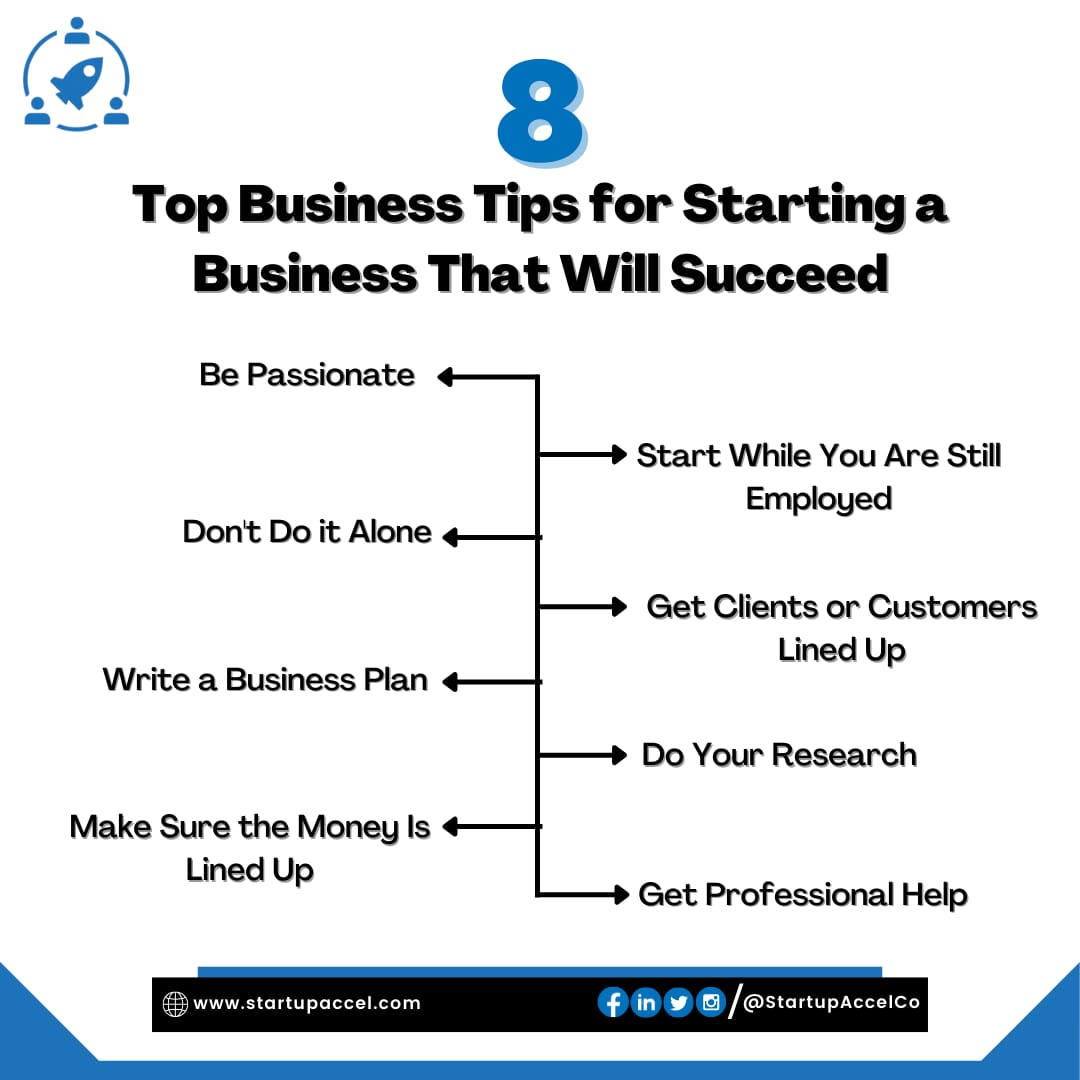 8
Top Business Tips for Starting a
Business That Will Succeed
Be Passionate
Start While You Are Still
Employed
Don't Do it Alone
Get Clients or Customers
Lined Up
Write a Business Plan
Do Your Research
Make Sure the Money Is
Lined Up
Get Professional Help
www.startupaccel.com
/@StartupAccelCo